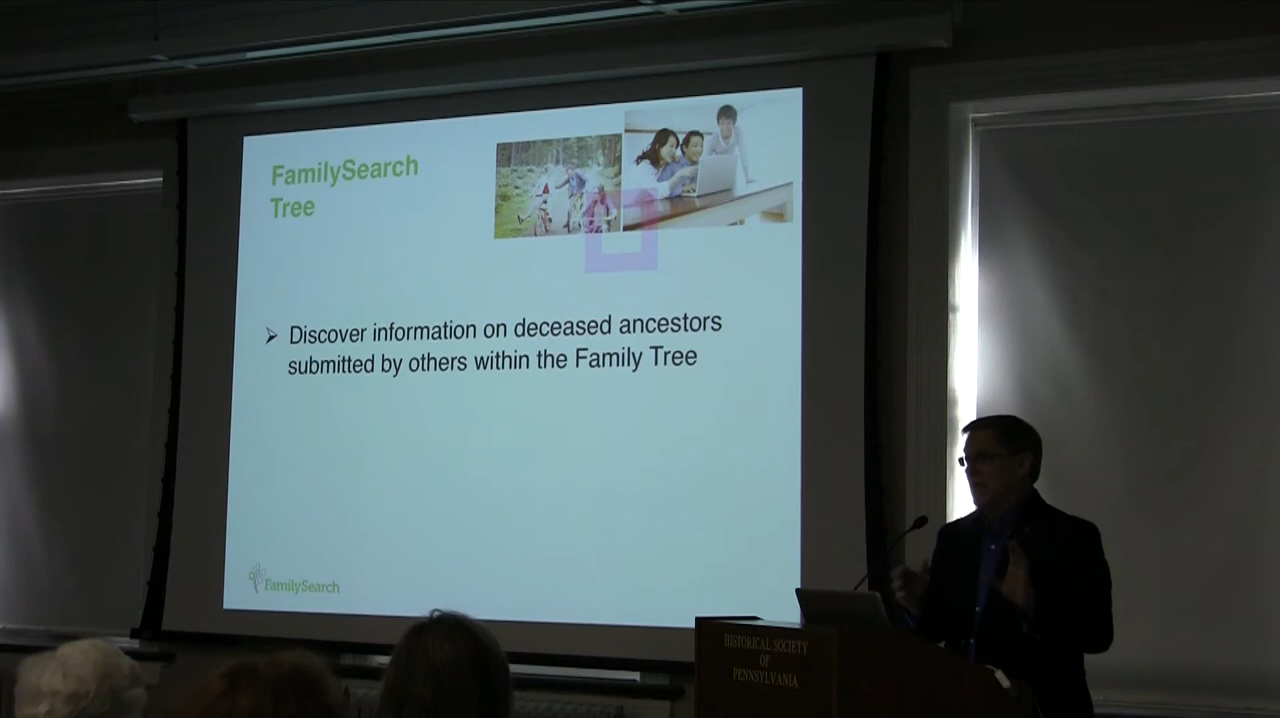 FamilySearch
Tree
➢ Discover information on deceased ancestors
submitted by others within the Family Tree
FamilySearch
HISTORICAL SOCIETY
OF
PENNSYLVANIA